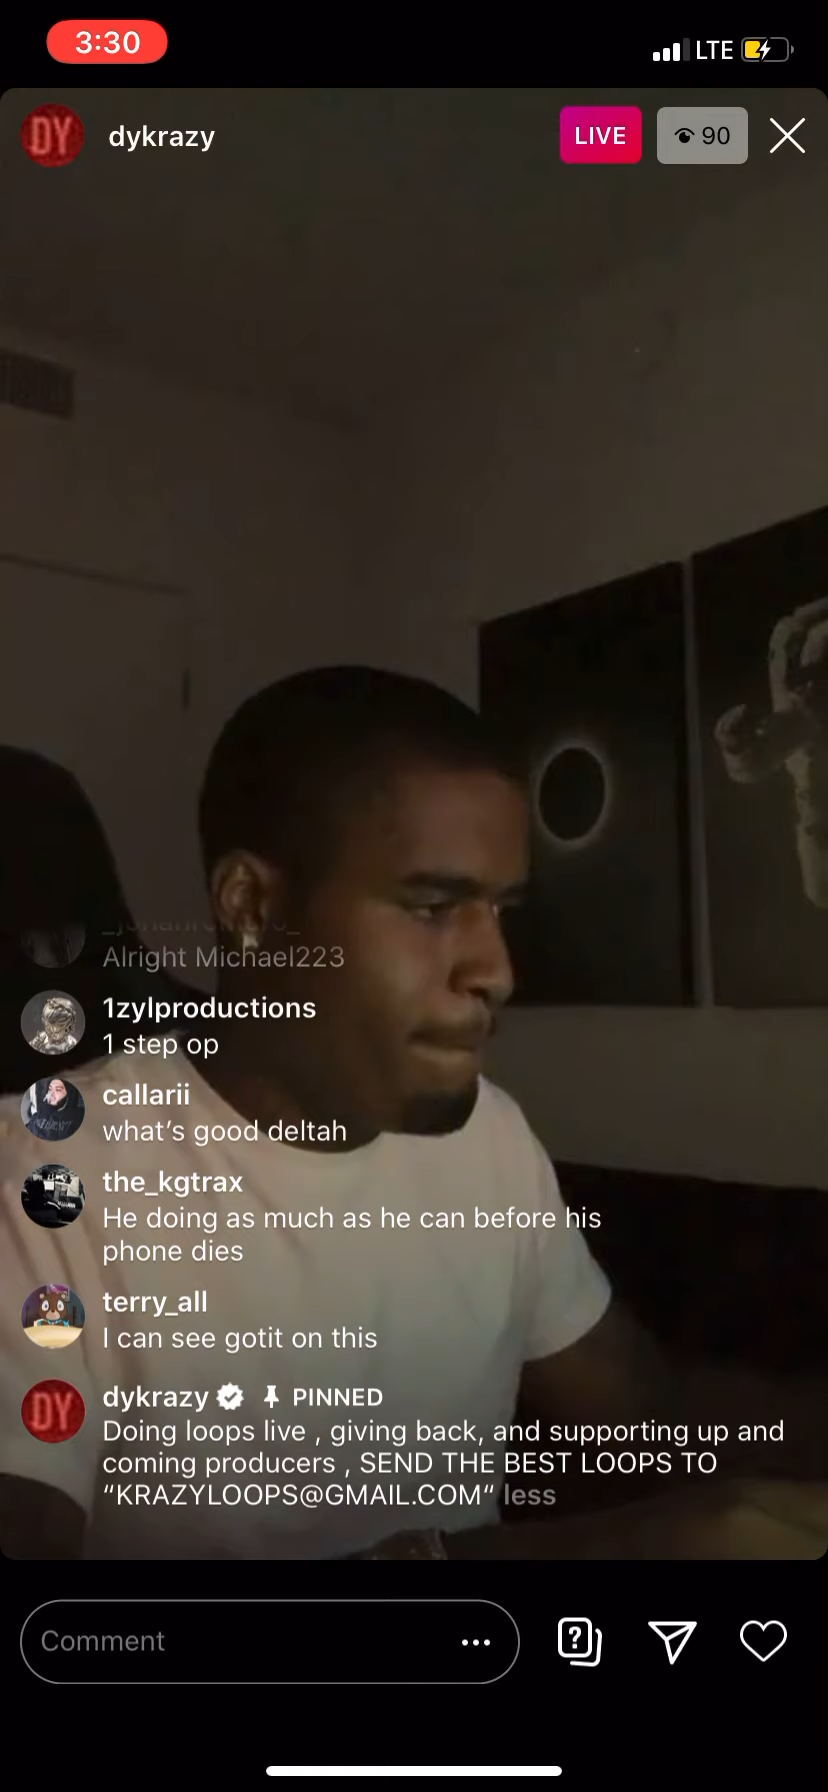 3:30
LTE
DY
dykrazy
LIVE
90
Alright Michael223
1zylproductions
1 step op
callarii
what's good deltah
the_kgtrax
He doing as much as he can before his
phone dies
terry_all
I can see gotit on this
DY
dykrazy PINNED
Doing loops live , giving back, and supporting up and
coming producers , SEND THE BEST LOOPS TO
“KRAZYLOOPS@GMAIL.COM“ less
Comment